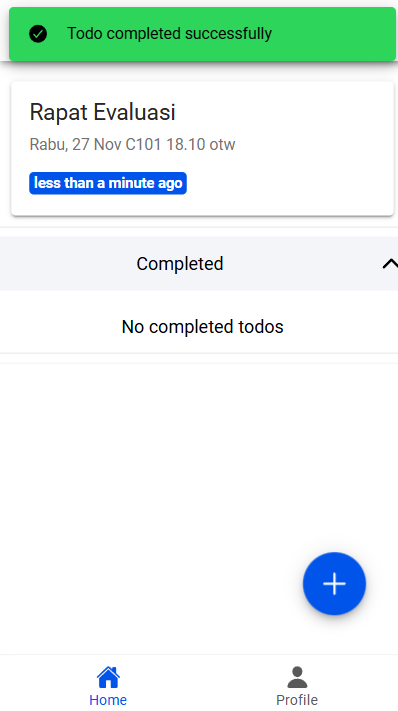 Todo completed successfully
Rapat Evaluasi
Rabu, 27 Nov C101 18.10 otw
less than a minute ago
Completed
No completed todos
Home
Profile